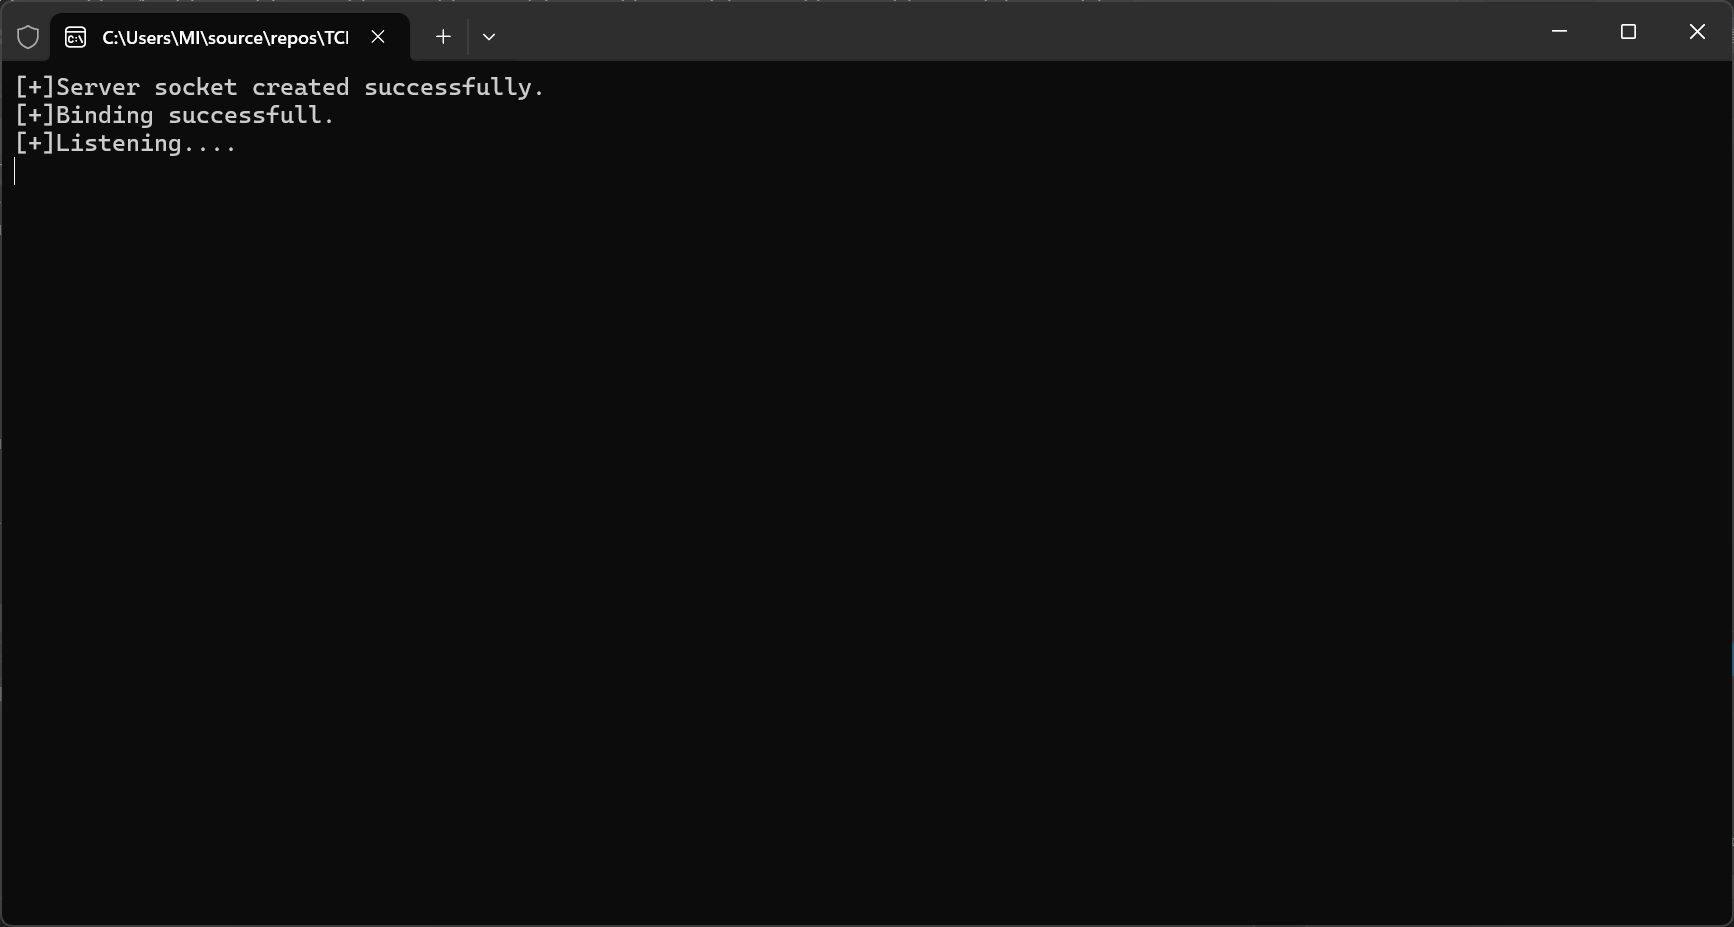 C:\Users\MI\source\repos\TCI
[+]Server socket created successfully.
[+]Binding successfull.
[+]Listening....